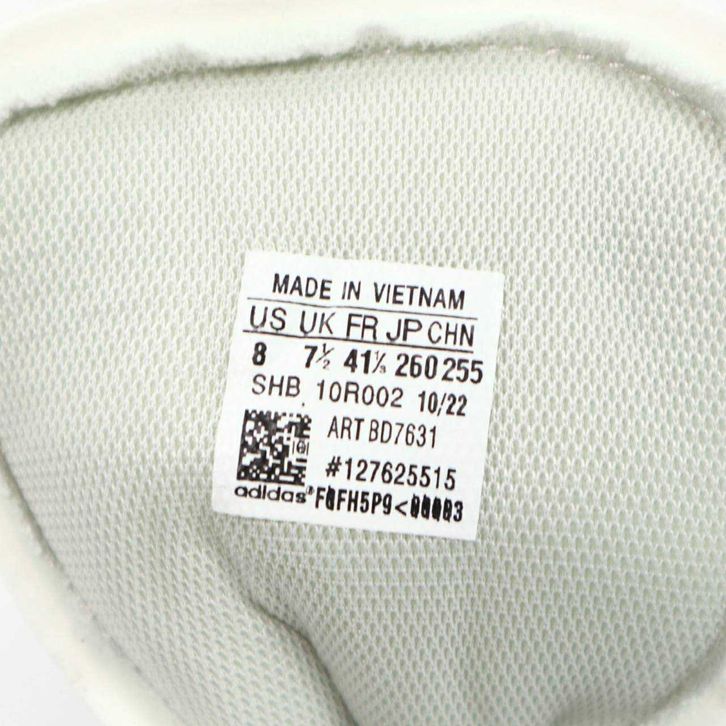 MADE IN VIETNAM
US UK FR JP CHN
8 7½ 41⅓ 260 255
SHB. 10R002 10/22
ART BD7631
#127625515
adidas®